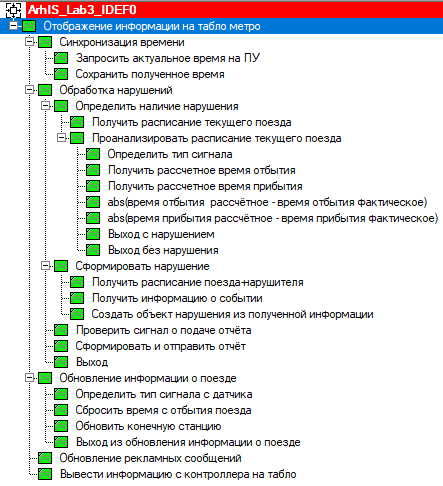 ArhIS_Lab3_IDEF0
Отображение информации на табло метро
Синхронизация времени
Запросить актуальное время на ПУ
Сохранить полученное время
Обработка нарушений
Определить наличие нарушения
Получить расписание текущего поезда
Проанализировать расписание текущего поезда
Определить тип сигнала
Получить рассчетное время отбытия
Получить рассчетное время прибытия
abs(время отбытия рассчётное - время отбытия фактическое)
abs(время прибытия рассчётное - время прибытия фактическое)
Выход с нарушением
Выход без нарушения
Сформировать нарушение
Получить расписание поезда-нарушителя
Получить информацию о событии
Создать объект нарушения из полученной информации
Проверить сигнал о подаче отчёта
Сформировать и отправить отчёт
Выход
Обновление информации о поезде
Определить тип сигнала с датчика
Сбросить время с отбытия поезда
Обновить конечную станцию
Выход из обновления информации о поезде
Обновление рекламных сообщений
Вывести информацию с контроллера на табло